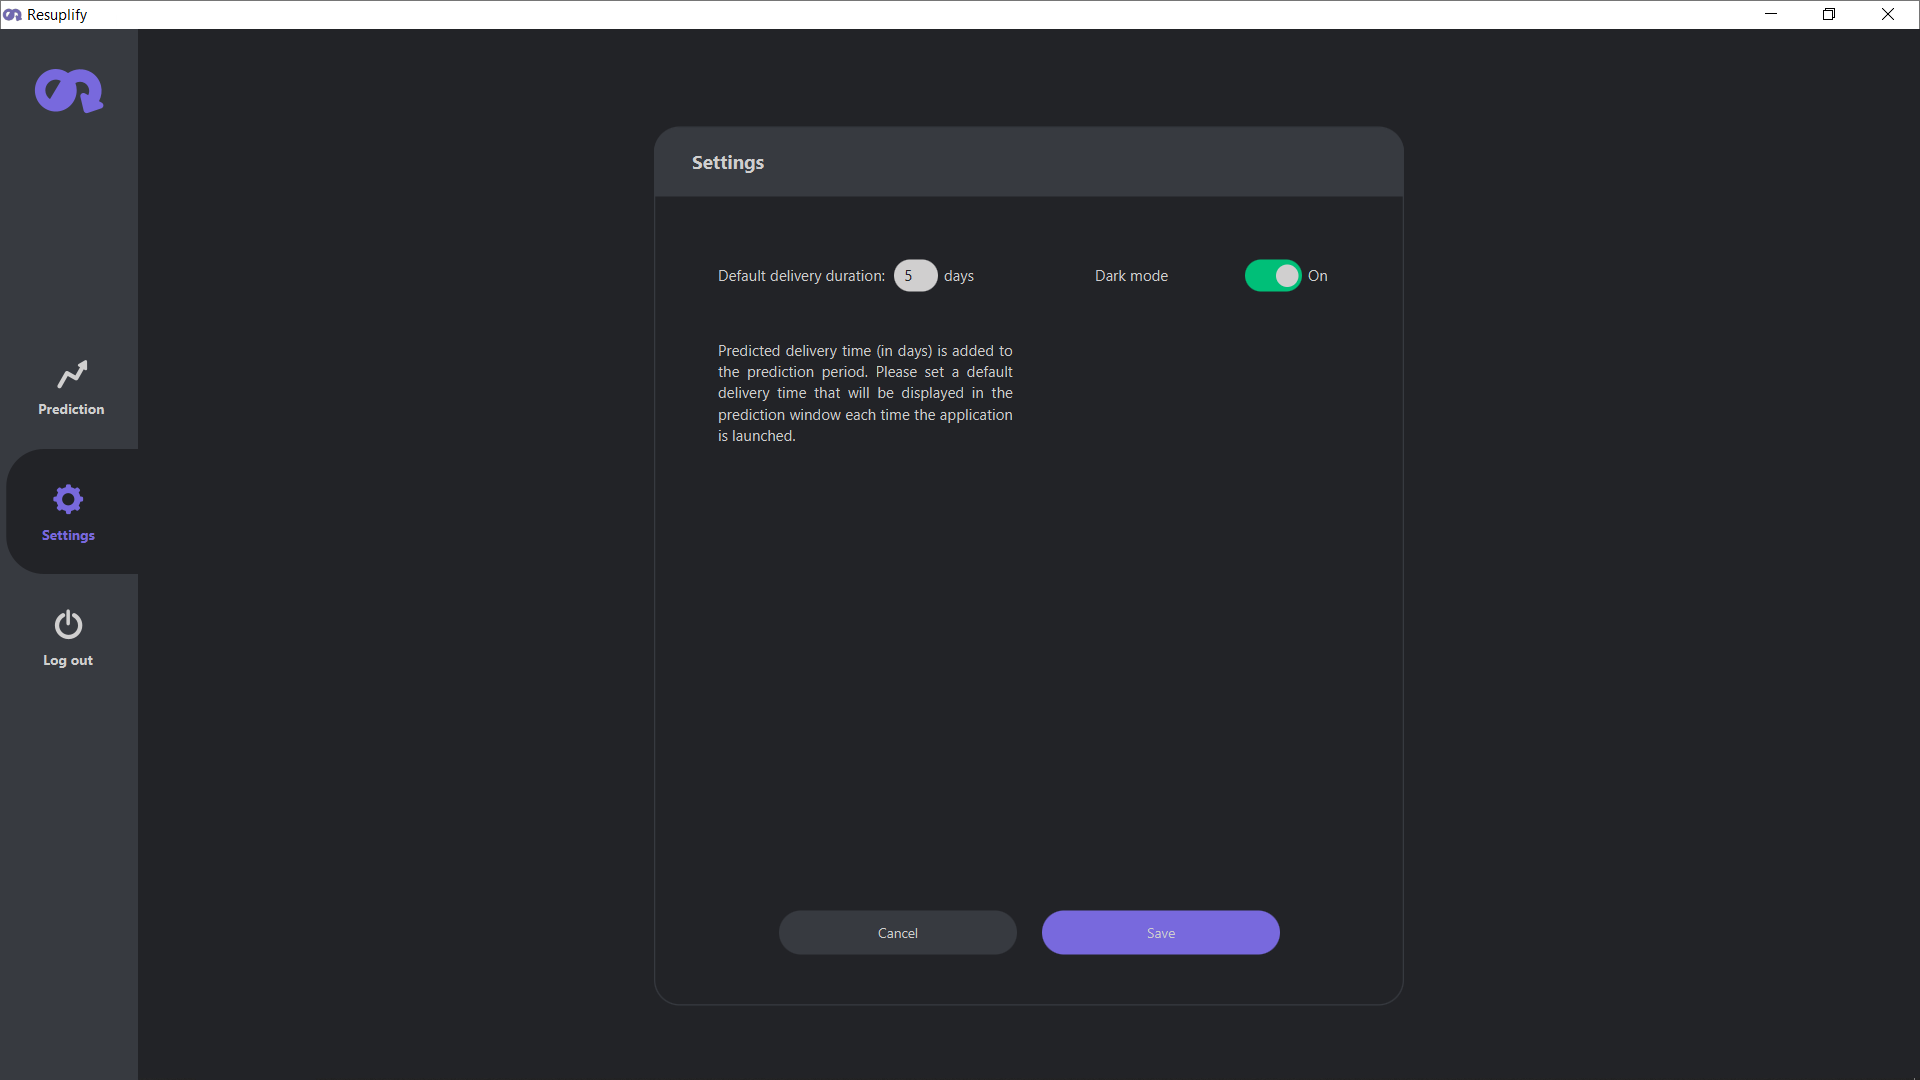 Resuplify
Settings
Default delivery duration: 5 days
Dark mode On
Predicted delivery time (in days) is added to
the prediction period. Please set a default
delivery time that will be displayed in the
prediction window each time the application
is launched.
Prediction
Settings
Log out
Cancel
Save